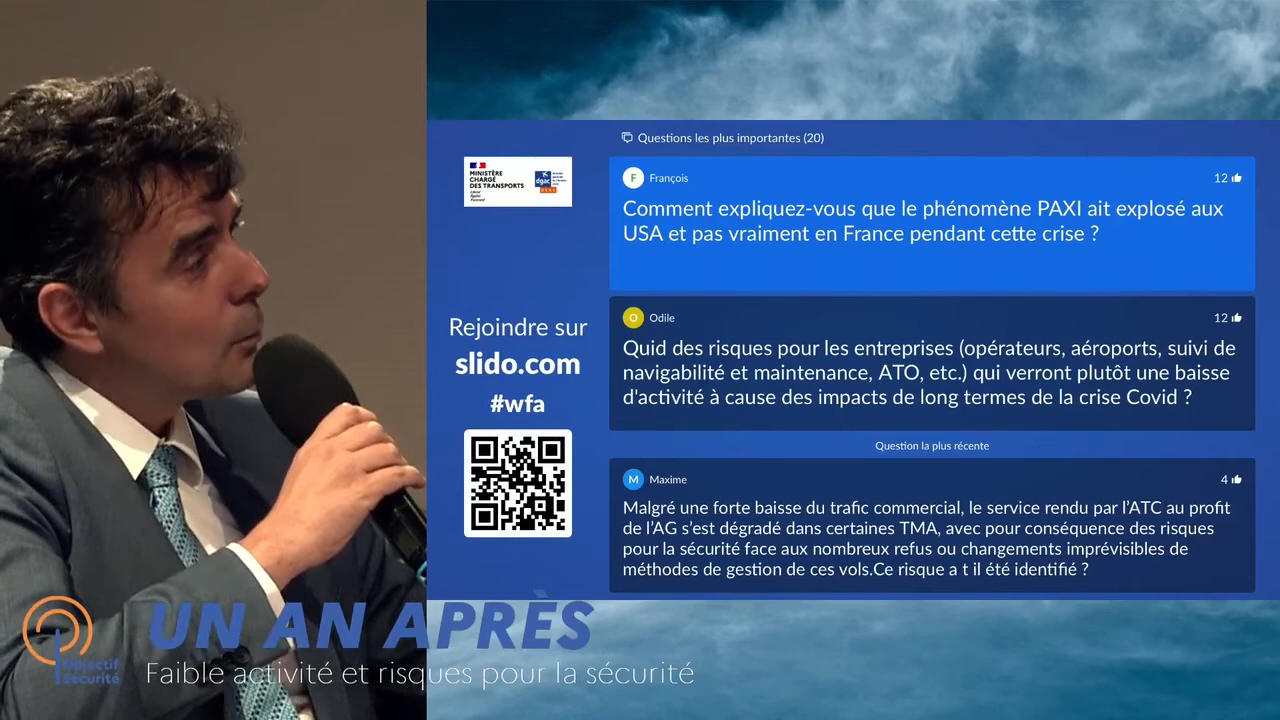 Questions les plus importantes (20)
MINISTÈRE
CHARGÉ
DES TRANSPORTS
Liberté
Égalité
Fraternité
dgac
F
François
12
Comment expliquez-vous que le phénomène PAXI ait explosé aux
USA et pas vraiment en France pendant cette crise ?
Rejoindre sur
slido.com
#wfa
O
Odile
12
Quid des risques pour les entreprises (opérateurs, aéroports, suivi de
navigabilité et maintenance, ATO, etc.) qui verront plutôt une baisse
d'activité à cause des impacts de long termes de la crise Covid ?
Question la plus récente
M
Maxime
4
Malgré une forte baisse du trafic commercial, le service rendu par l’ATC au profit
de l’AG s’est dégradé dans certaines TMA, avec pour conséquence des risques
pour la sécurité face aux nombreux refus ou changements imprévisibles de
méthodes de gestion de ces vols.Ce risque a t il été identifié ?
Objectif
Sécurité
UN AN APRÈS
Faible activité et risques pour la sécurité